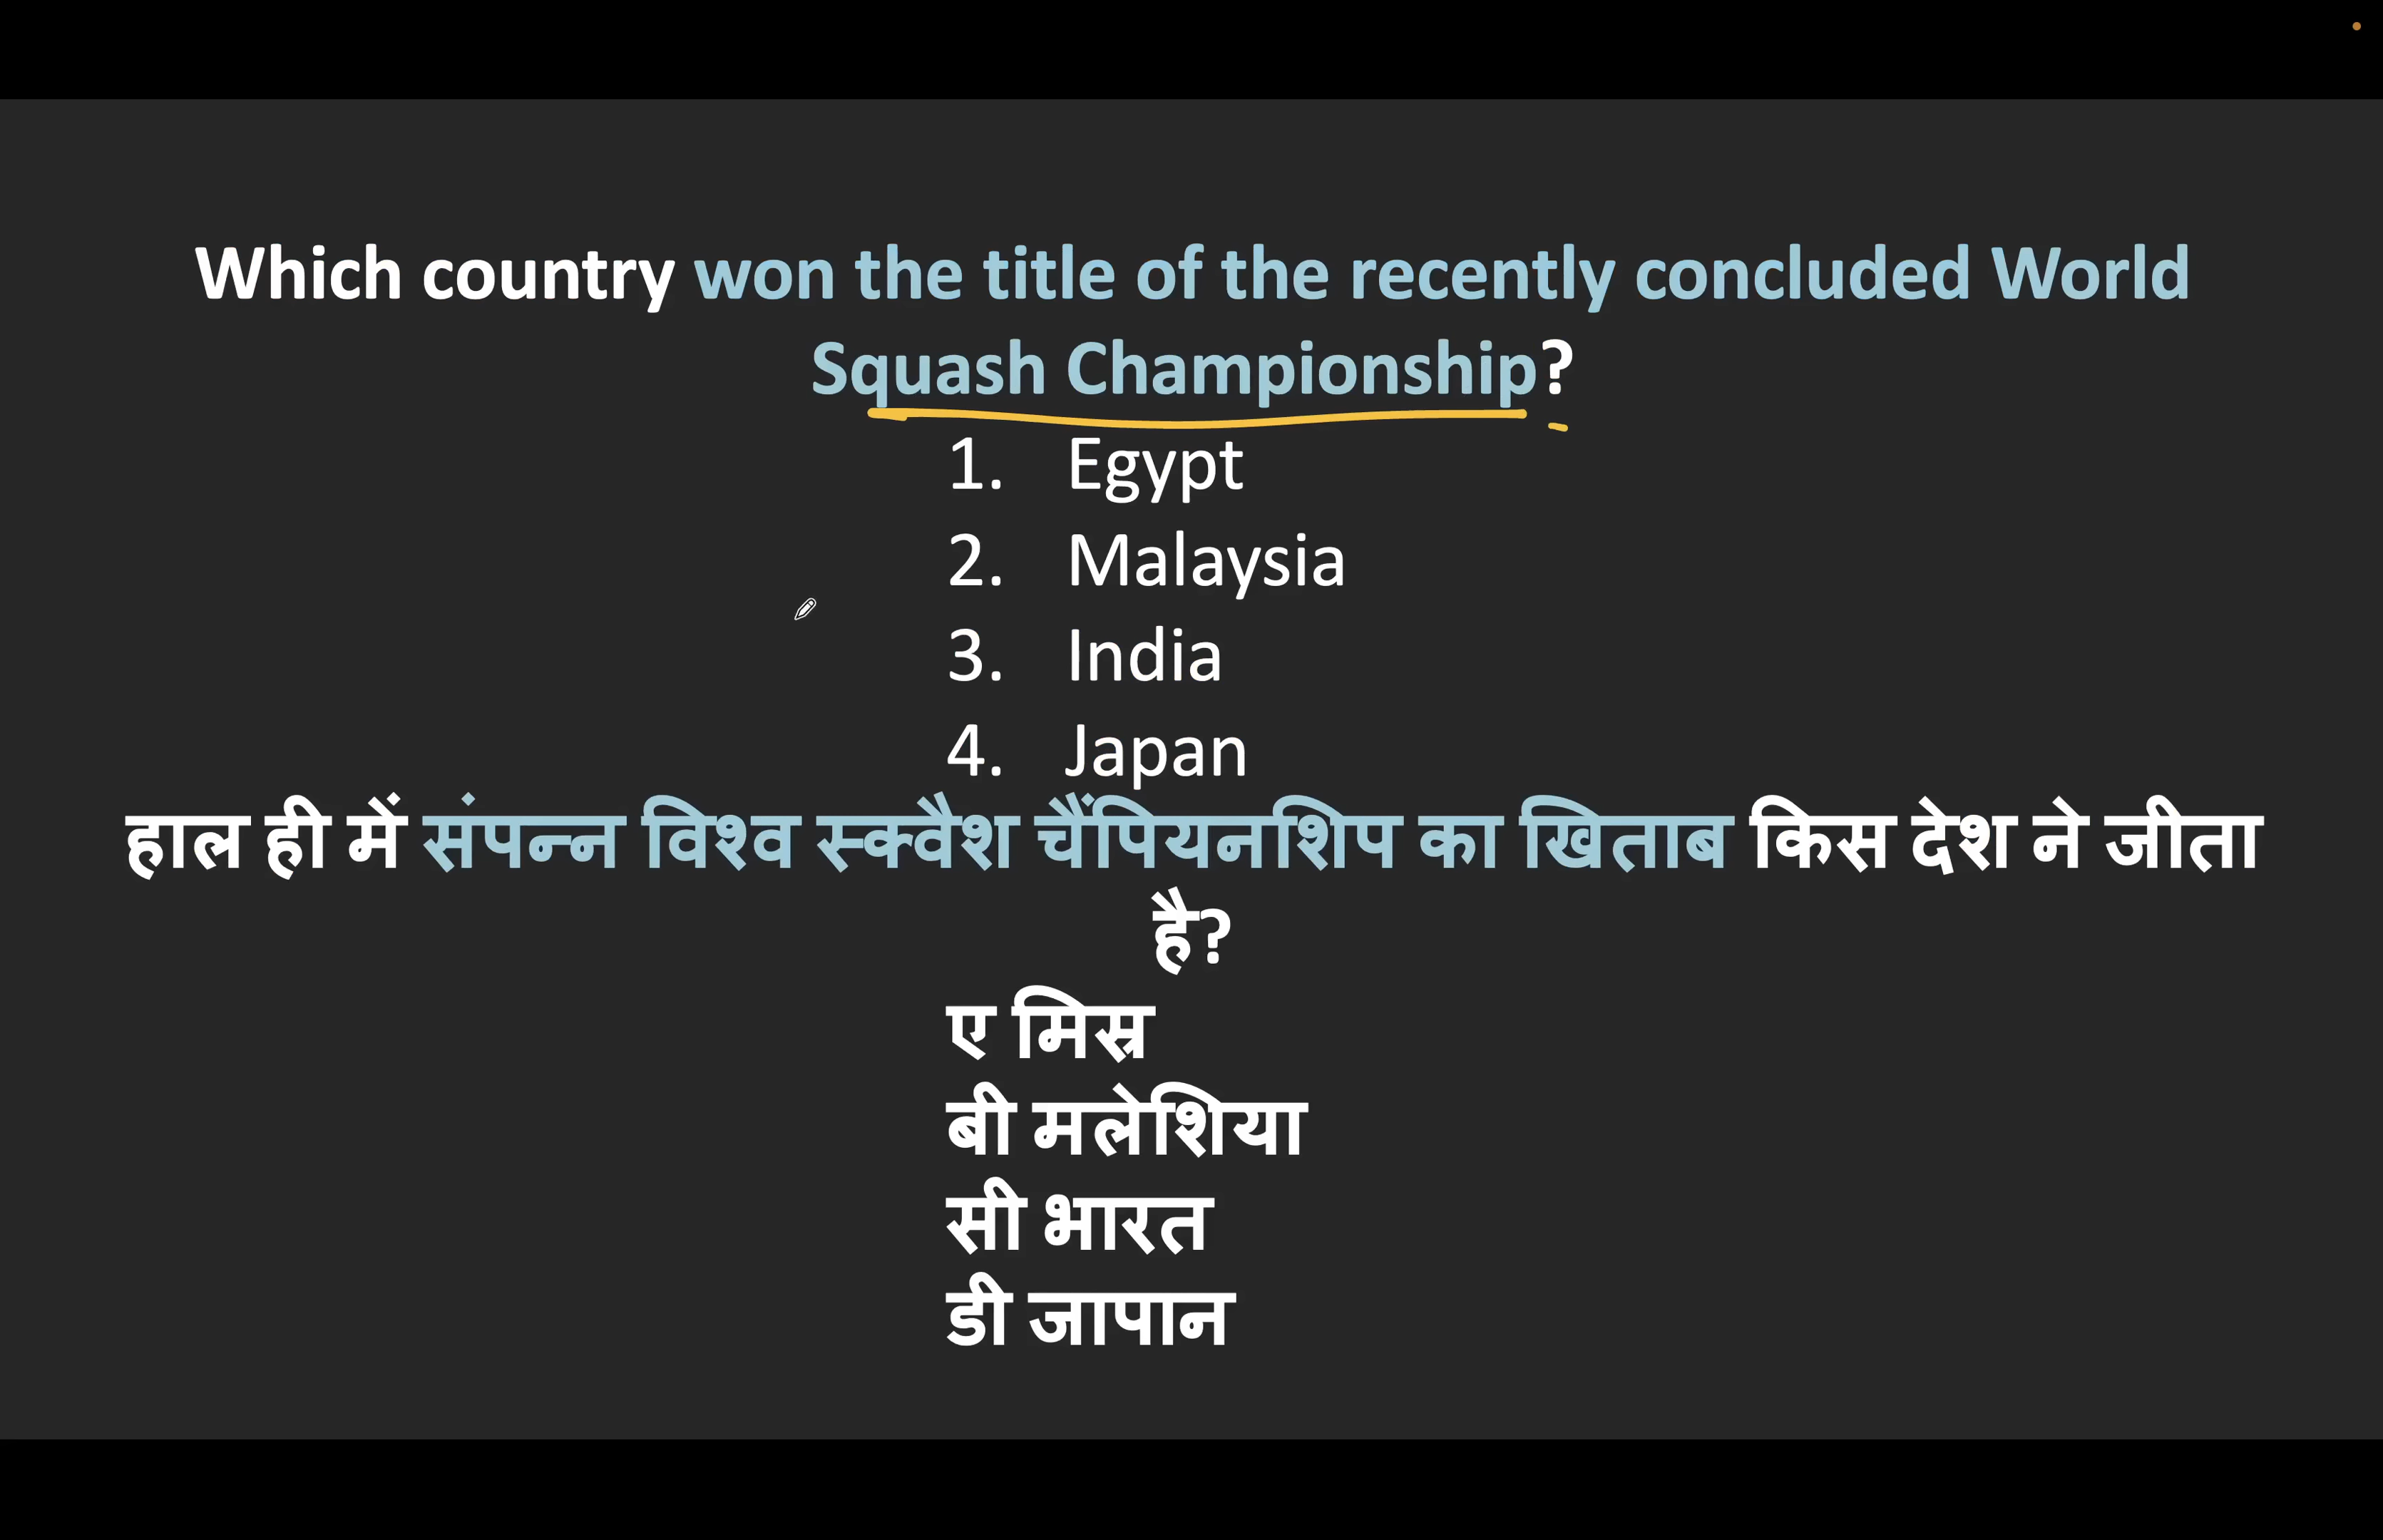 Which country won the title of the recently concluded World
Squash Championship?
1. Egypt
2. Malaysia
3. India
4. Japan
हाल ही में संपन्न विश्व स्क्वैश चैंपियनशिप का खिताब किस देश ने जीता
है?
ए मिस्र
बी मलेशिया
सी भारत
डी जापान